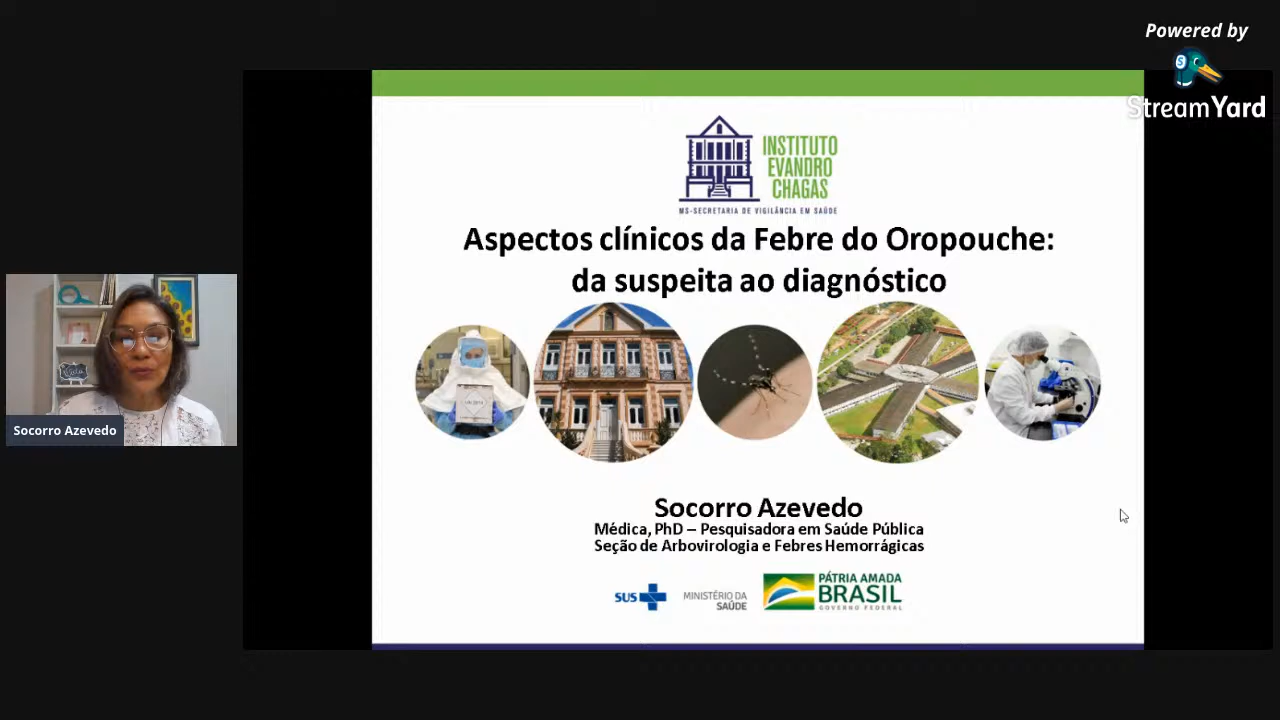 Powered by
StreamYard
INSTITUTO
EVANDRO
CHAGAS
MS-SECRETARIA DE VIGILÂNCIA EM SAÚDE
Aspectos clínicos da Febre do Oropouche:
da suspeita ao diagnóstico
Socorro Azevedo
Socorro Azevedo
Médica, PhD – Pesquisadora em Saúde Pública
Seção de Arbovirologia e Febres Hemorrágicas
SUS
MINISTÉRIO DA
SAÚDE
PÁTRIA AMADA
BRASIL
GOVERNO FEDERAL